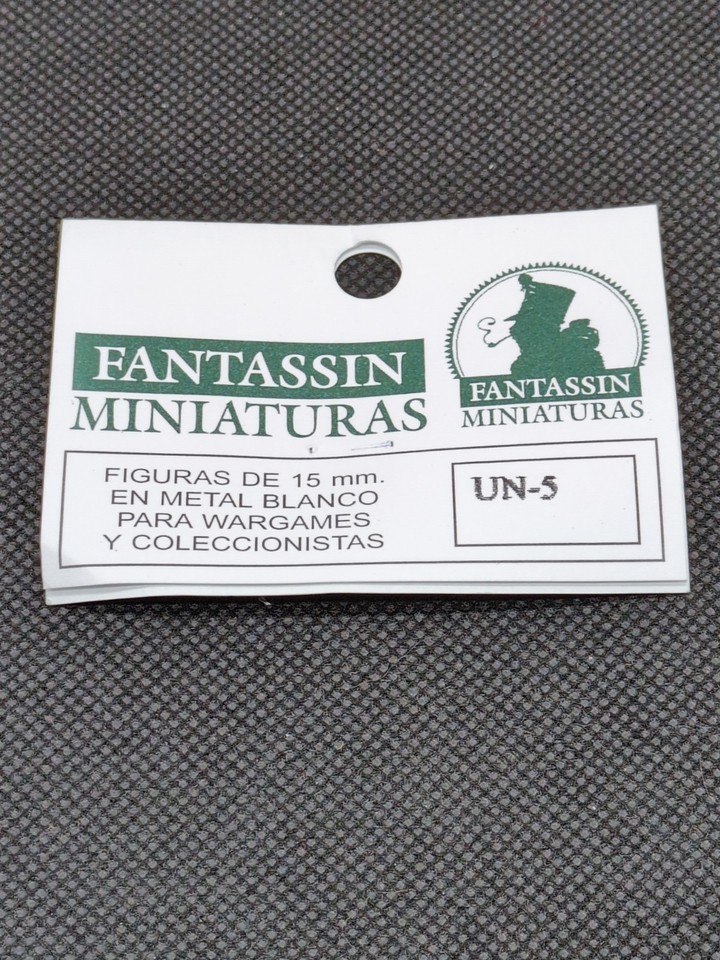 FANTASSIN
MINIATURAS
FANTASSIN
MINIATURAS
FIGURAS DE 15 mm.
EN METAL BLANCO
PARA WARGAMES
Y COLECCIONISTAS
UN-5